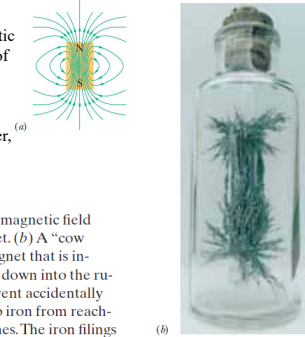 etic
of
N
S
(a)
er,
magnetic field
et. (b) A “cow
gnet that is in-
down into the ru-
ent accidentally
o iron from reach-
nes. The iron filings
(b)